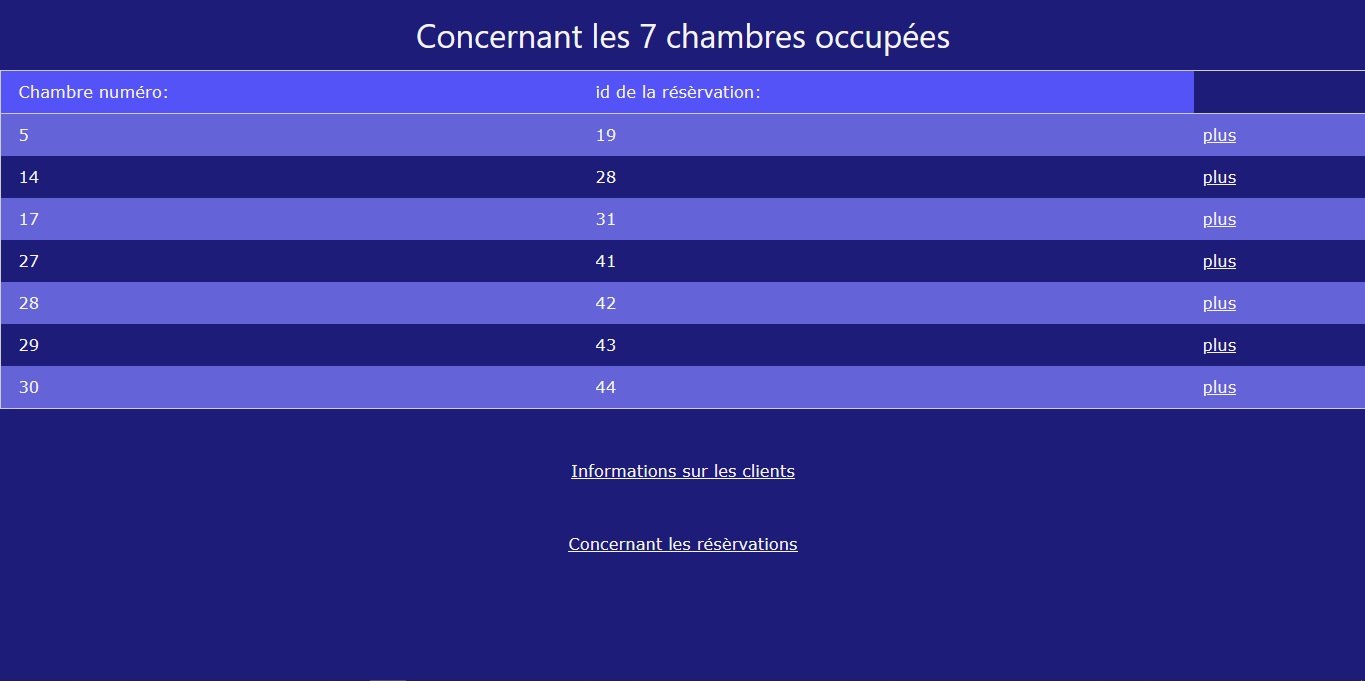 Concernant les 7 chambres occupées
Chambre numéro: id de la résèrvation:
5 19 plus
14 28 plus
17 31 plus
27 41 plus
28 42 plus
29 43 plus
30 44 plus
Informations sur les clients
Concernant les résèrvations